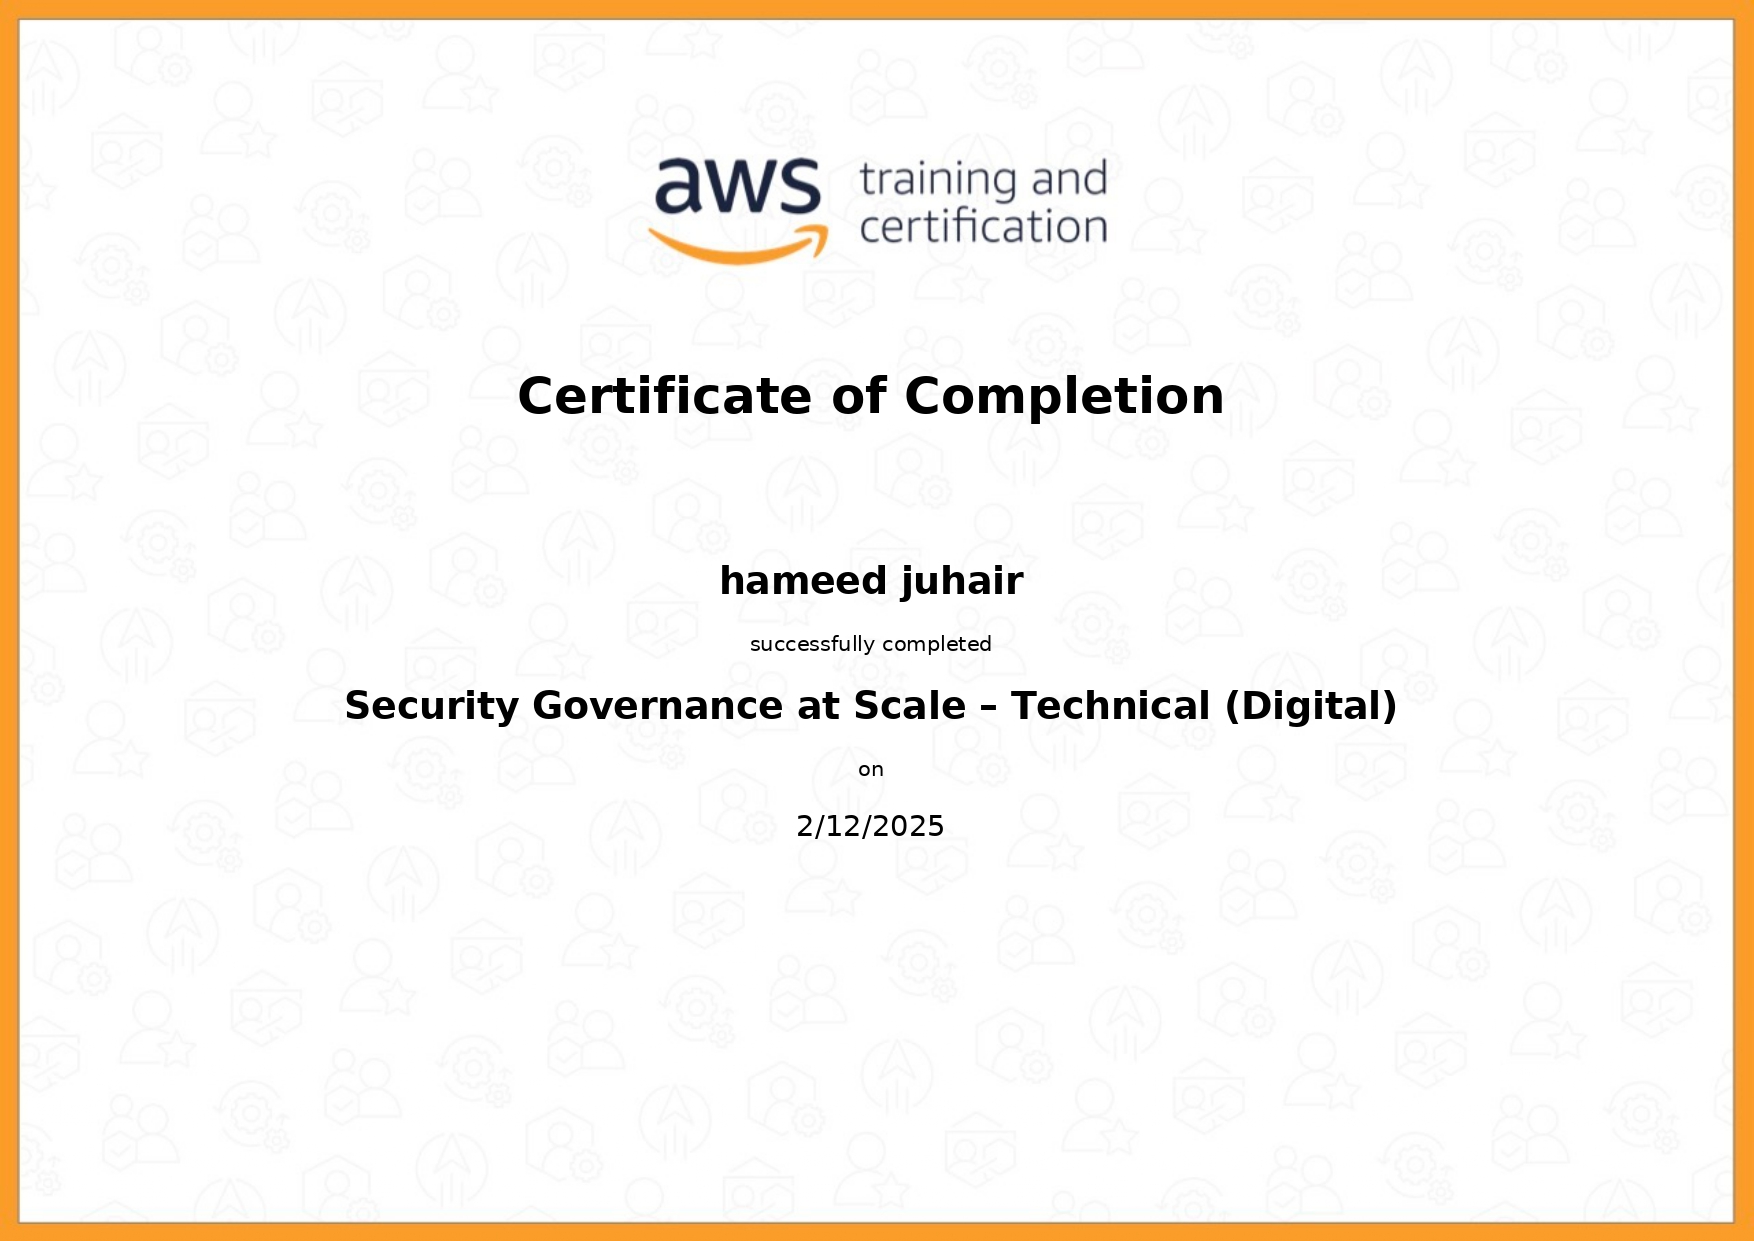 aws training and
certification
Certificate of Completion
hameed juhair
successfully completed
Security Governance at Scale – Technical (Digital)
on
2/12/2025